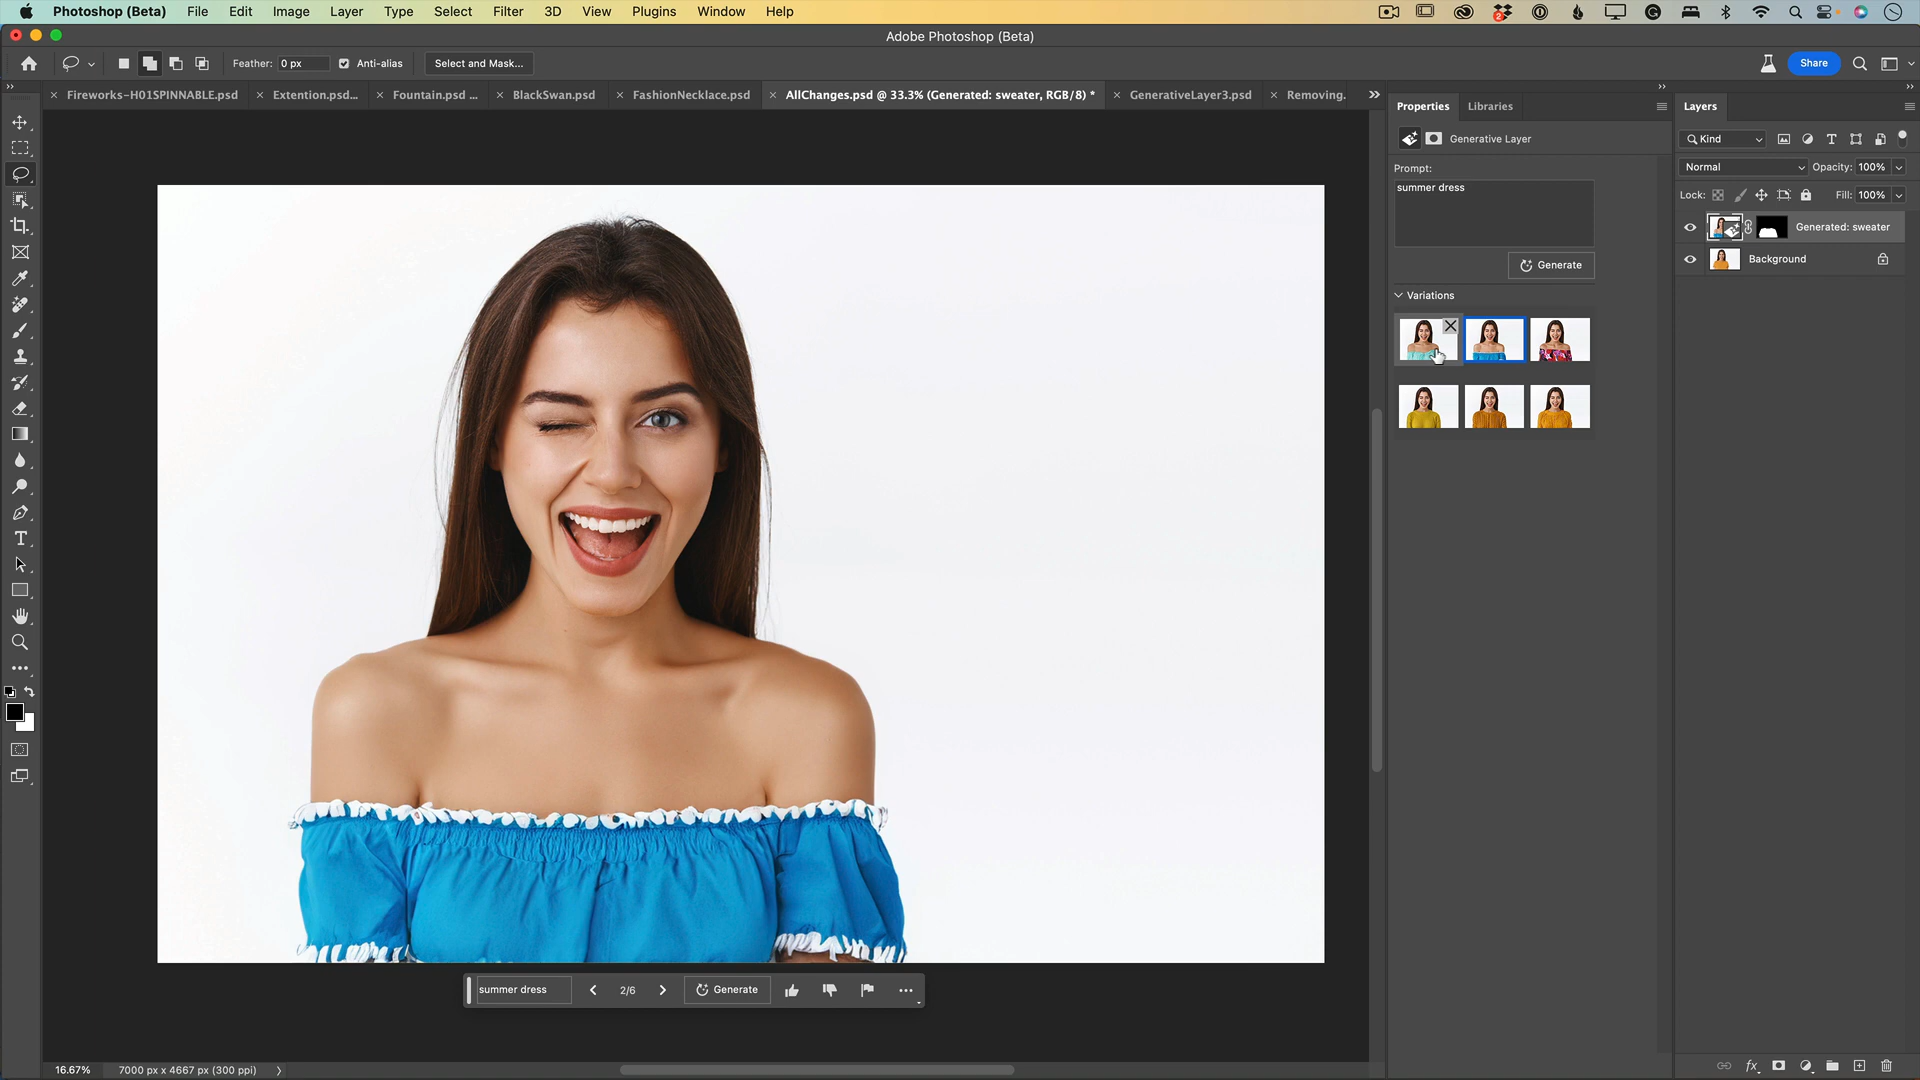 Photoshop (Beta) File Edit Image Layer Type Select Filter 3D View Plugins Window Help
Adobe Photoshop (Beta)
Feather: 0 px Anti-alias Select and Mask... Share
Fireworks-H01SPINNABLE.psd Extention.psd... Fountain.psd ... BlackSwan.psd FashionNecklace.psd AllChanges.psd @ 33.3% (Generated: sweater, RGB/8) * GenerativeLayer3.psd Removing.
Properties Libraries
Layers
Generative Layer
Kind
Prompt:
summer dress
Normal Opacity: 100%
Lock: Fill: 100%
Generated: sweater
Background
Generate
Variations
summer dress 2/6 Generate
16.67% 7000 px x 4667 px (300 ppi)